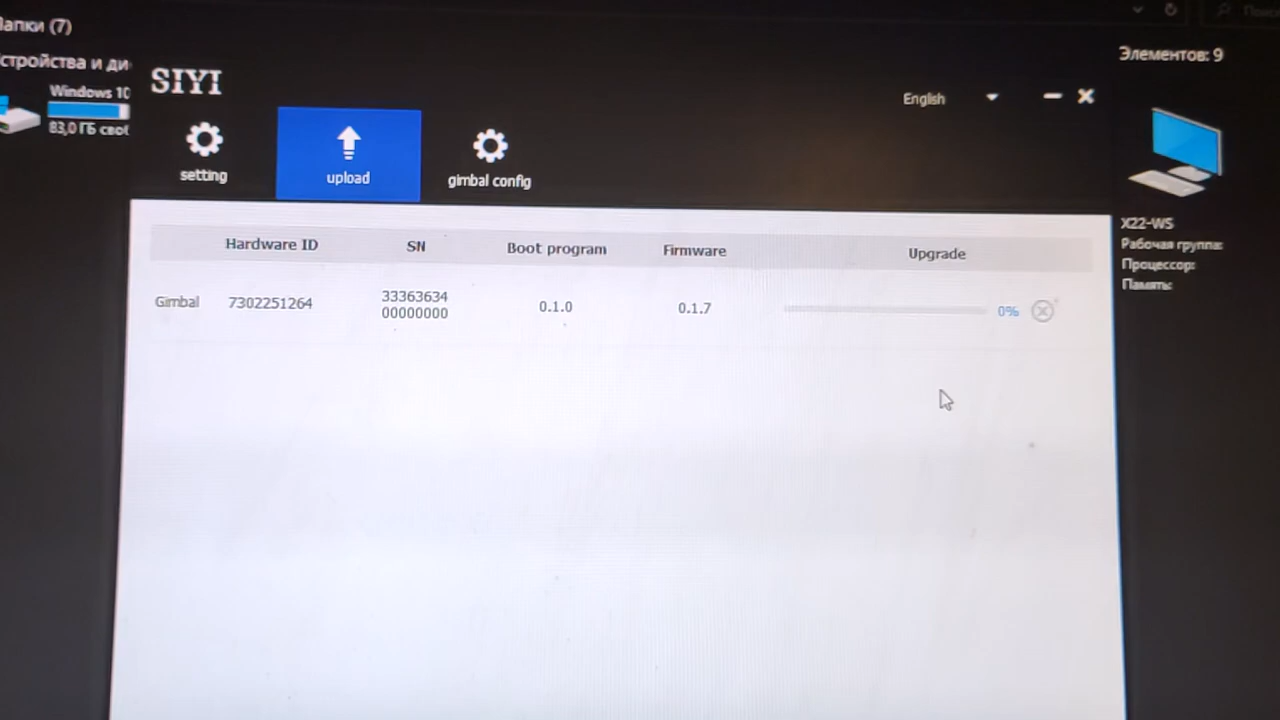 апки (7)
стройства и ди
Windows 10
83,0 ГБ своб
SIYI
English
setting
upload
gimbal config
Hardware ID SN Boot program Firmware Upgrade
Gimbal 7302251264 33363634 0.1.0 0.1.7 0%
00000000
Элементов: 9
X22-WS
Рабочая группа:
Процессор:
Память: